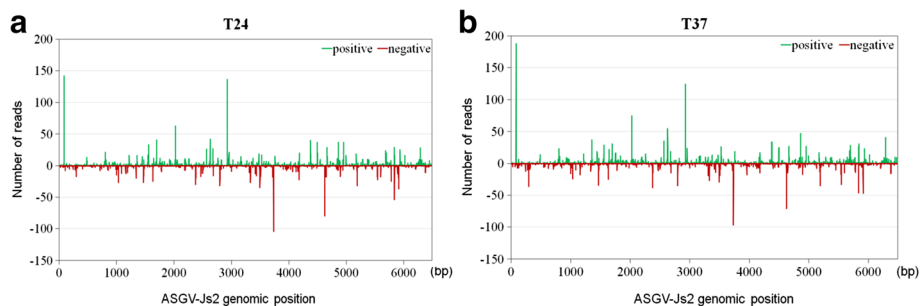 a
T24
positive
negative
Number of reads
200
150
100
50
0
-50
-100
-150
0 1000 2000 3000 4000 5000 6000 (bp)
ASGV-Js2 genomic position
b
T37
positive
negative
Number of reads
200
150
100
50
0
-50
-100
-150
0 1000 2000 3000 4000 5000 6000 (bp)
ASGV-Js2 genomic position